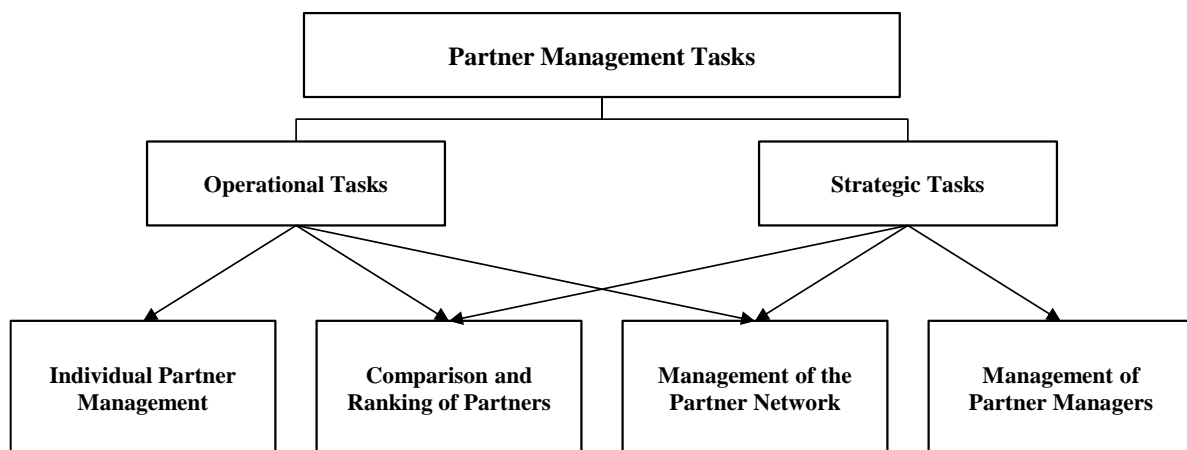 Partner Management Tasks
Operational Tasks
Strategic Tasks
Individual Partner
Management
Comparison and
Ranking of Partners
Management of the
Partner Network
Management of
Partner Managers